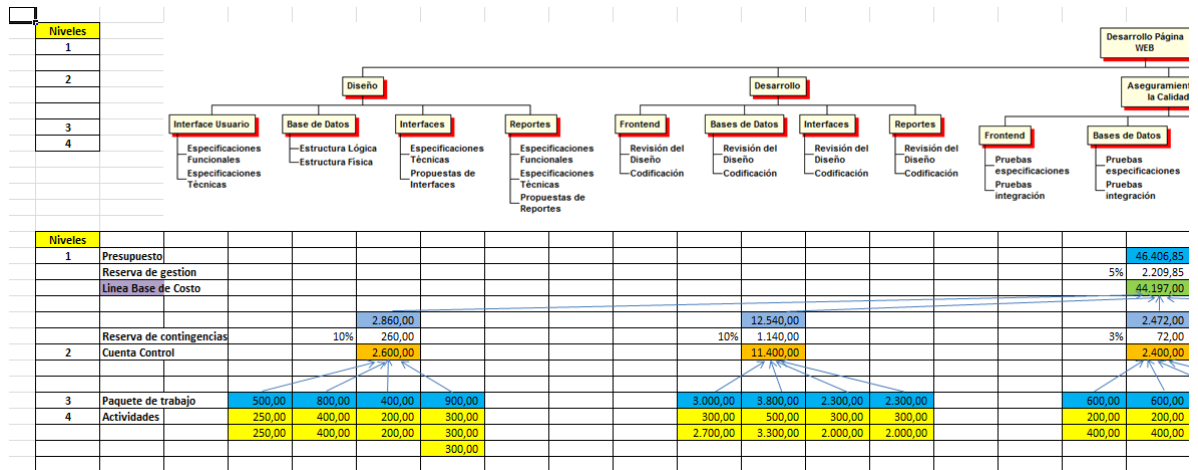 Niveles
1
2
3
4
Desarrollo Página
WEB
Diseño
Desarrollo
la Calidad
Interface Usuario
Base de Datos
Interfaces
Reportes
Frontend
Bases de Datos
Interfaces
Reportes
Frontend
Bases de Datos
Especificaciones
Funcionales
Especificaciones
Técnicas
Estructura Lógica
Estructura Física
Especificaciones
Técnicas
Propuestas de
Interfaces
Especificaciones
Funcionales
Especificaciones
Técnicas
Propuestas de
Reportes
Revisión del
Diseño
Codificación
Revisión del
Diseño
Codificación
Revisión del
Diseño
Codificación
Revisión del
Diseño
Codificación
Pruebas
especificaciones
Pruebas
integración
Pruebas
especificaciones
Pruebas
integración
Niveles
1 Presupuesto 46.406,85
Reserva de gestion 5% 2.209,85
Linea Base de Costo 44.197,00
2.860,00 12.540,00 2.472,00
Reserva de contingencias 10% 260,00 10% 1.140,00 3% 72,00
2 Cuenta Control 2.600,00 11.400,00 2.400,00
3 Paquete de trabajo 500,00 800,00 400,00 900,00 3.000,00 3.800,00 2.300,00 2.300,00 600,00 600,00
4 Actividades 250,00 400,00 200,00 300,00 300,00 500,00 300,00 300,00 200,00 200,00
250,00 400,00 200,00 300,00 2.700,00 3.300,00 2.000,00 2.000,00 400,00 400,00
300,00